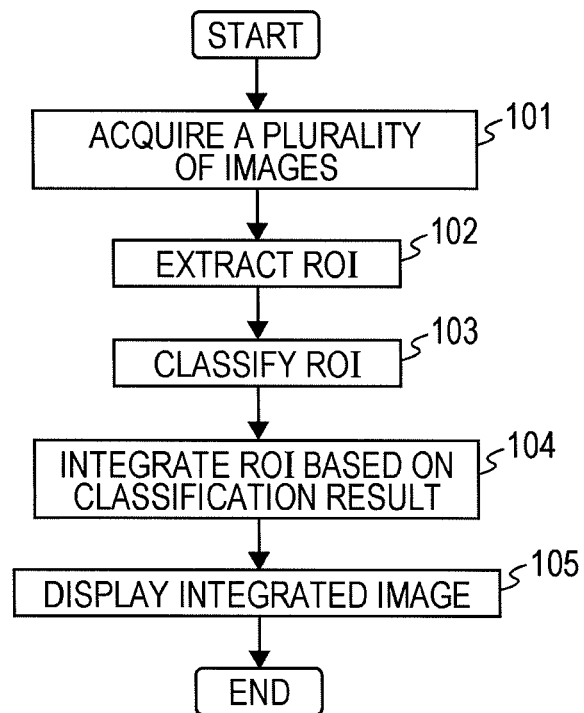 START
101
ACQUIRE A PLURALITY
OF IMAGES
102
EXTRACT ROI
103
CLASSIFY ROI
104
INTEGRATE ROI BASED ON
CLASSIFICATION RESULT
105
DISPLAY INTEGRATED IMAGE
END